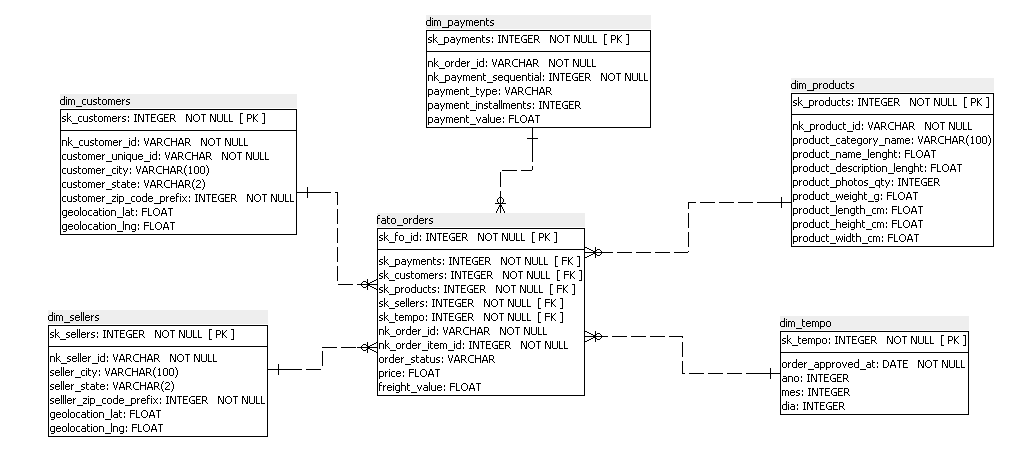 dim_payments
sk_payments: INTEGER NOT NULL [ PK ]
nk_order_id: VARCHAR NOT NULL
nk_payment_sequential: INTEGER NOT NULL
payment_type: VARCHAR
payment_installments: INTEGER
payment_value: FLOAT
dim_customers
sk_customers: INTEGER NOT NULL [ PK ]
nk_customer_id: VARCHAR NOT NULL
customer_unique_id: VARCHAR NOT NULL
customer_city: VARCHAR(100)
customer_state: VARCHAR(2)
customer_zip_code_prefix: INTEGER NOT NULL
geolocation_lat: FLOAT
geolocation_lng: FLOAT
dim_products
sk_products: INTEGER NOT NULL [ PK ]
nk_product_id: VARCHAR NOT NULL
product_category_name: VARCHAR(100)
product_name_lenght: FLOAT
product_description_lenght: FLOAT
product_photos_qty: INTEGER
product_weight_g: FLOAT
product_length_cm: FLOAT
product_height_cm: FLOAT
product_width_cm: FLOAT
fato_orders
sk_fo_id: INTEGER NOT NULL [ PK ]
sk_payments: INTEGER NOT NULL [ FK ]
sk_customers: INTEGER NOT NULL [ FK ]
sk_products: INTEGER NOT NULL [ FK ]
sk_sellers: INTEGER NOT NULL [ FK ]
sk_tempo: INTEGER NOT NULL [ FK ]
nk_order_id: VARCHAR NOT NULL
nk_order_item_id: INTEGER NOT NULL
order_status: VARCHAR
price: FLOAT
freight_value: FLOAT
dim_sellers
sk_sellers: INTEGER NOT NULL [ PK ]
nk_seller_id: VARCHAR NOT NULL
seller_city: VARCHAR(100)
seller_state: VARCHAR(2)
selller_zip_code_prefix: INTEGER NOT NULL
geolocation_lat: FLOAT
geolocation_lng: FLOAT
dim_tempo
sk_tempo: INTEGER NOT NULL [ PK ]
order_approved_at: DATE NOT NULL
ano: INTEGER
mes: INTEGER
dia: INTEGER